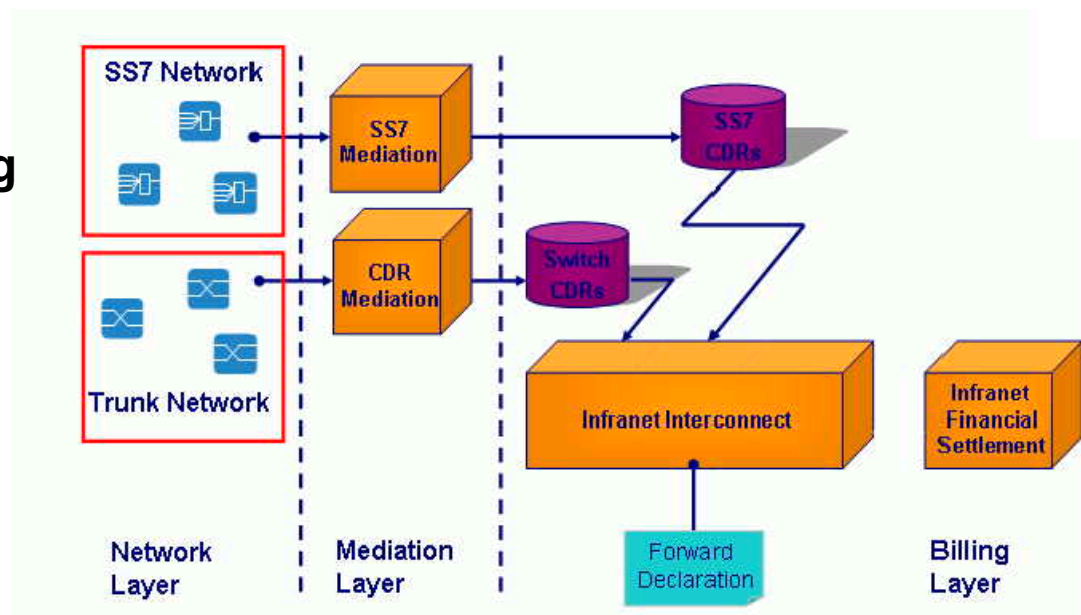 g
SS7 Network
SS7
Mediation
SS7
CDRs
CDR
Mediation
Switch
CDRs
Trunk Network
Infranet Interconnect
Infranet
Financial
Settlement
Network
Layer
Mediation
Layer
Forward
Declaration
Billing
Layer